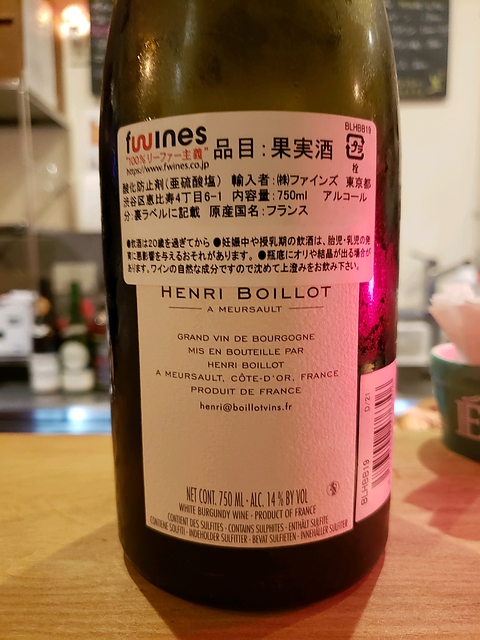 fwines
"100%リーファー主義"
https://www.fwines.co.jp
品目:果実酒
BLHBB19
プラ
栓
酸化防止剤(亜硫酸塩) 輸入者:㈱ファインズ 東京都
渋谷区恵比寿4丁目6-1 内容量:750ml アルコール
分:裏ラベルに記載 原産国名:フランス
●飲酒は20歳を過ぎてから ●妊娠中や授乳期の飲酒は、胎児・乳児の発
育に悪影響を与えるおそれがあります。 ●瓶底にオリや結晶が出る場合が
あります。ワインの自然な成分ですので沈めて上澄みをお飲み下さい。
HENRI BOILLOT
A MEURSAULT
GRAND VIN DE BOURGOGNE
MIS EN BOUTEILLE PAR
HENRI BOILLOT
A MEURSAULT, CÔTE-D'OR, FRANCE
PRODUIT DE FRANCE
henri@boillotvins.fr
NET CONT. 750 ML - ALC. 14 % BY VOL
WHITE BURGUNDY WINE - PRODUCT OF FRANCE
CONTIENT DES SULFITES - CONTAINS SULPHITES - ENTHÄLT SULFITE
CONTIENE SOLFITI - INDEHOLDER SULFITTER - BEVAT SULFIETEN - INNEHÅLLER SULFITER
D/21
BLHBB19